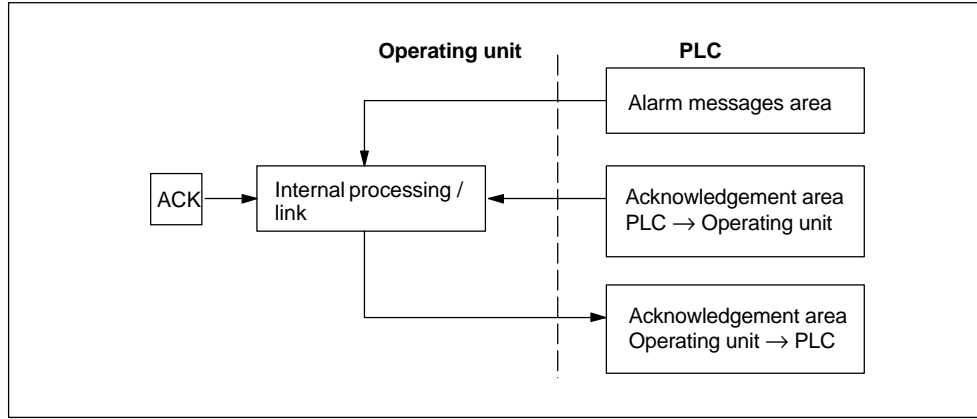 Operating unit
PLC
Alarm messages area
ACK
Internal processing /
link
Acknowledgement area
PLC → Operating unit
Acknowledgement area
Operating unit → PLC